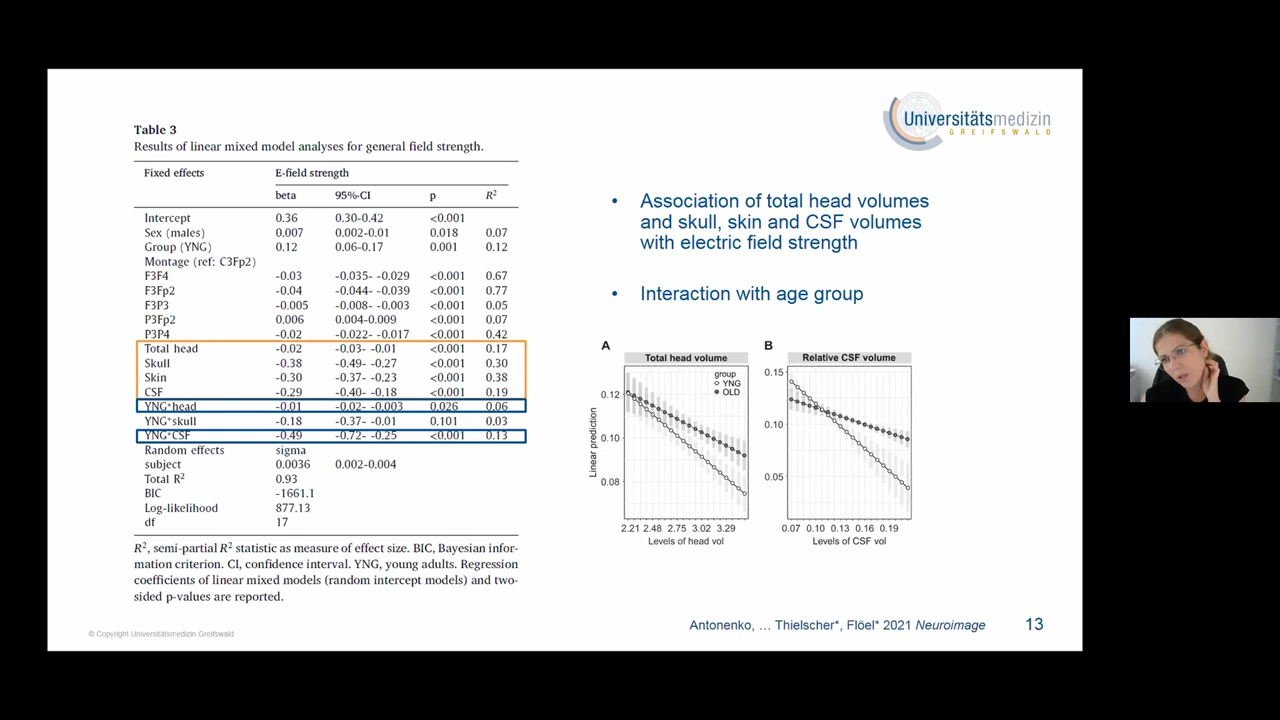 Universitätsmedizin
GREIFSWALD
Table 3
Results of linear mixed model analyses for general field strength.
Fixed effects E-field strength
beta 95%-CI p R²
Intercept 0.36 0.30-0.42 <0.001
Sex (males) 0.007 0.002-0.01 0.018 0.07
Group (YNG) 0.12 0.06-0.17 0.001 0.12
Montage (ref: C3Fp2)
F3F4 -0.03 -0.035- -0.029 <0.001 0.67
F3Fp2 -0.04 -0.044- -0.039 <0.001 0.77
F3P3 -0.005 -0.008- -0.003 <0.001 0.05
P3Fp2 0.006 0.004-0.009 <0.001 0.07
P3P4 -0.02 -0.022- -0.017 <0.001 0.42
Total head -0.02 -0.03- -0.01 <0.001 0.17
Skull -0.38 -0.49- -0.27 <0.001 0.30
Skin -0.30 -0.37- -0.23 <0.001 0.38
CSF -0.29 -0.40- -0.18 <0.001 0.19
YNG*head -0.01 -0.02- -0.003 0.026 0.06
YNG*skull -0.18 -0.37- -0.01 0.101 0.03
YNG*CSF -0.49 -0.72- -0.25 <0.001 0.13
Random effects sigma
subject 0.0036 0.002-0.004
Total R² 0.93
BIC -1661.1
Log-likelihood 877.13
df 17
R², semi-partial R² statistic as measure of effect size. BIC, Bayesian infor-
mation criterion. CI, confidence interval. YNG, young adults. Regression
coefficients of linear mixed models (random intercept models) and two-
sided p-values are reported.
• Association of total head volumes
and skull, skin and CSF volumes
with electric field strength
• Interaction with age group
A
Total head volume
group
YNG
OLD
0.12
0.10
0.08
Linear prediction
2.21 2.48 2.75 3.02 3.29
Levels of head vol
B
Relative CSF volume
0.15
0.10
0.05
0.07 0.10 0.13 0.16 0.19
Levels of CSF vol
© Copyright Universitätsmedizin Greifswald
Antonenko, … Thielscher*, Flöel* 2021 Neuroimage
13